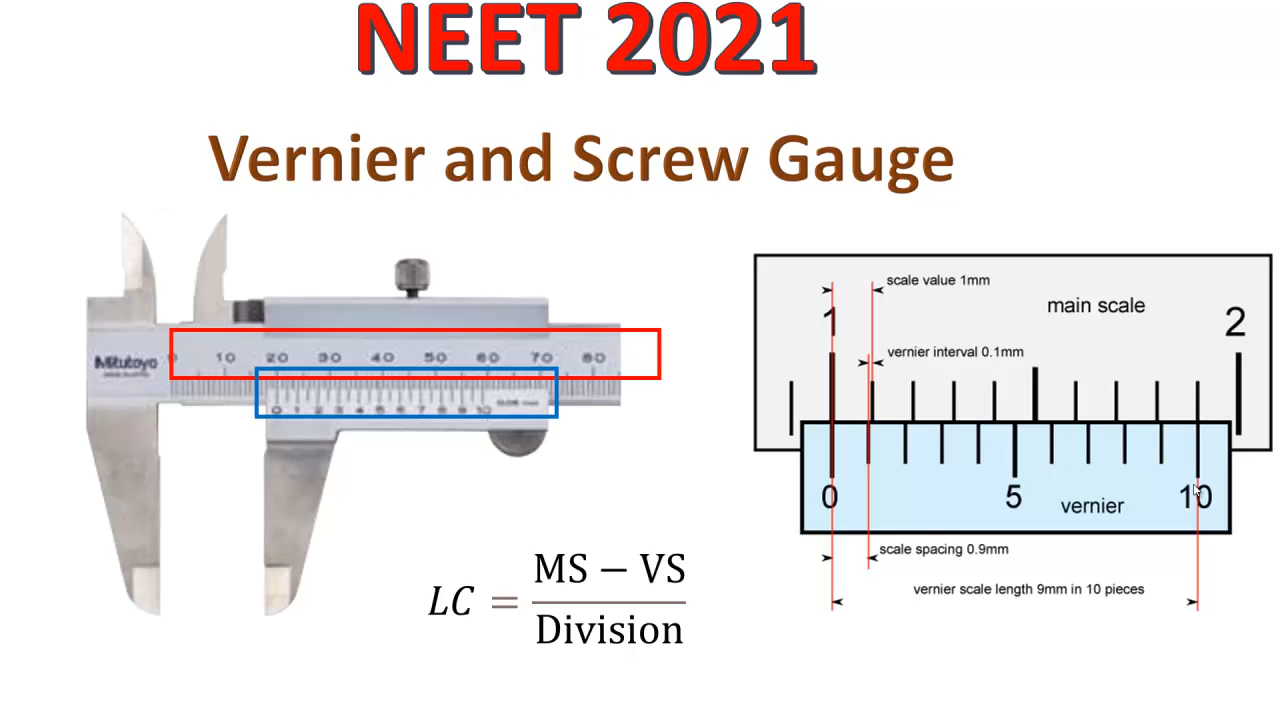 NEET 2021
Vernier and Screw Gauge
scale value 1mm
main scale
1
2
vernier interval 0.1mm
Mitutoyo
0 10 20 30 40 50 60 70 80
0 1 2 3 4 5 6 7 8 9 10
0 5 10
vernier
scale spacing 0.9mm
vernier scale length 9mm in 10 pieces
LC = MS − VS
Division